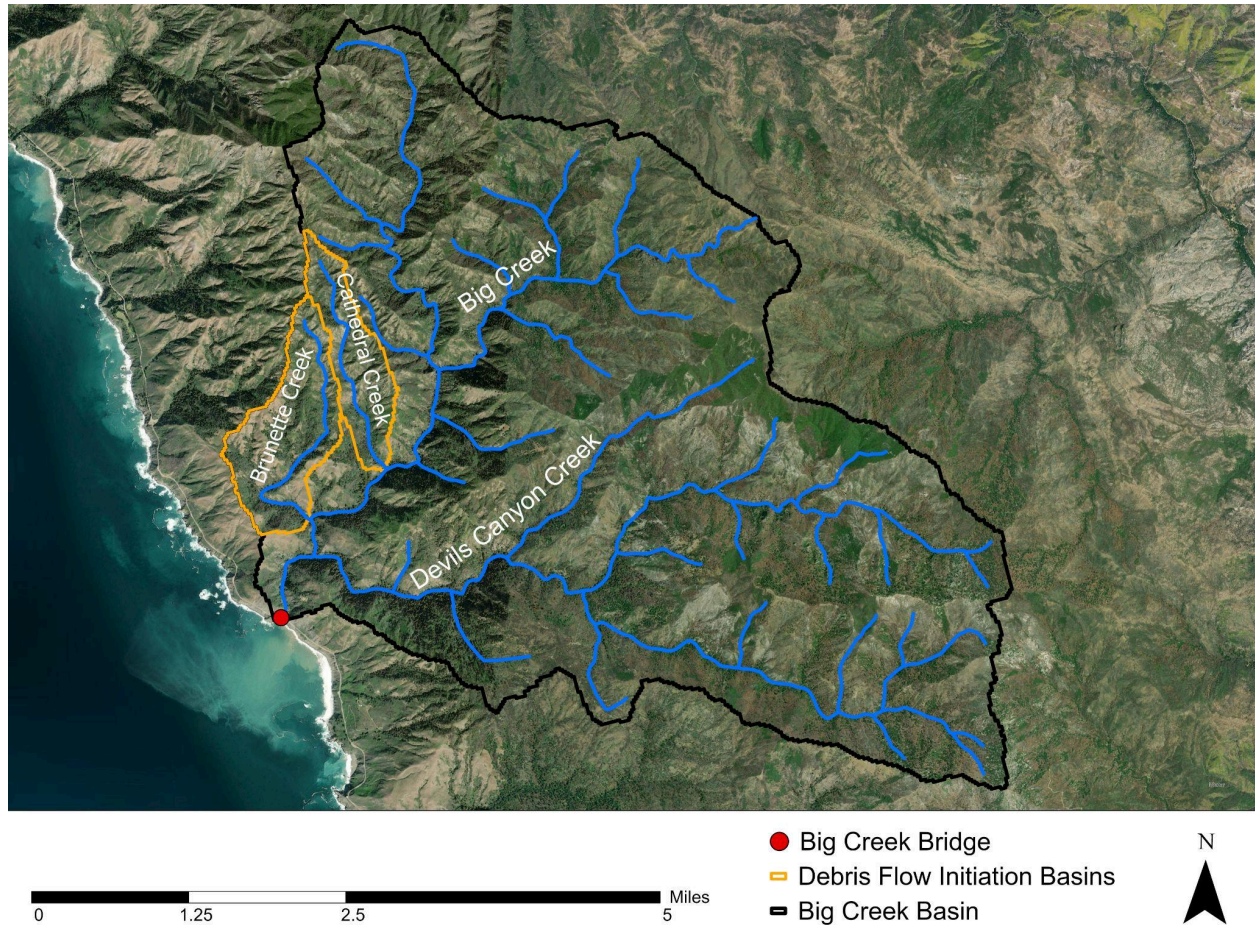 Big Creek
Cathedral Creek
Brunette Creek
Devils Canyon Creek
Big Creek Bridge
Debris Flow Initiation Basins
Big Creek Basin
N
Miles
0 1.25 2.5 5